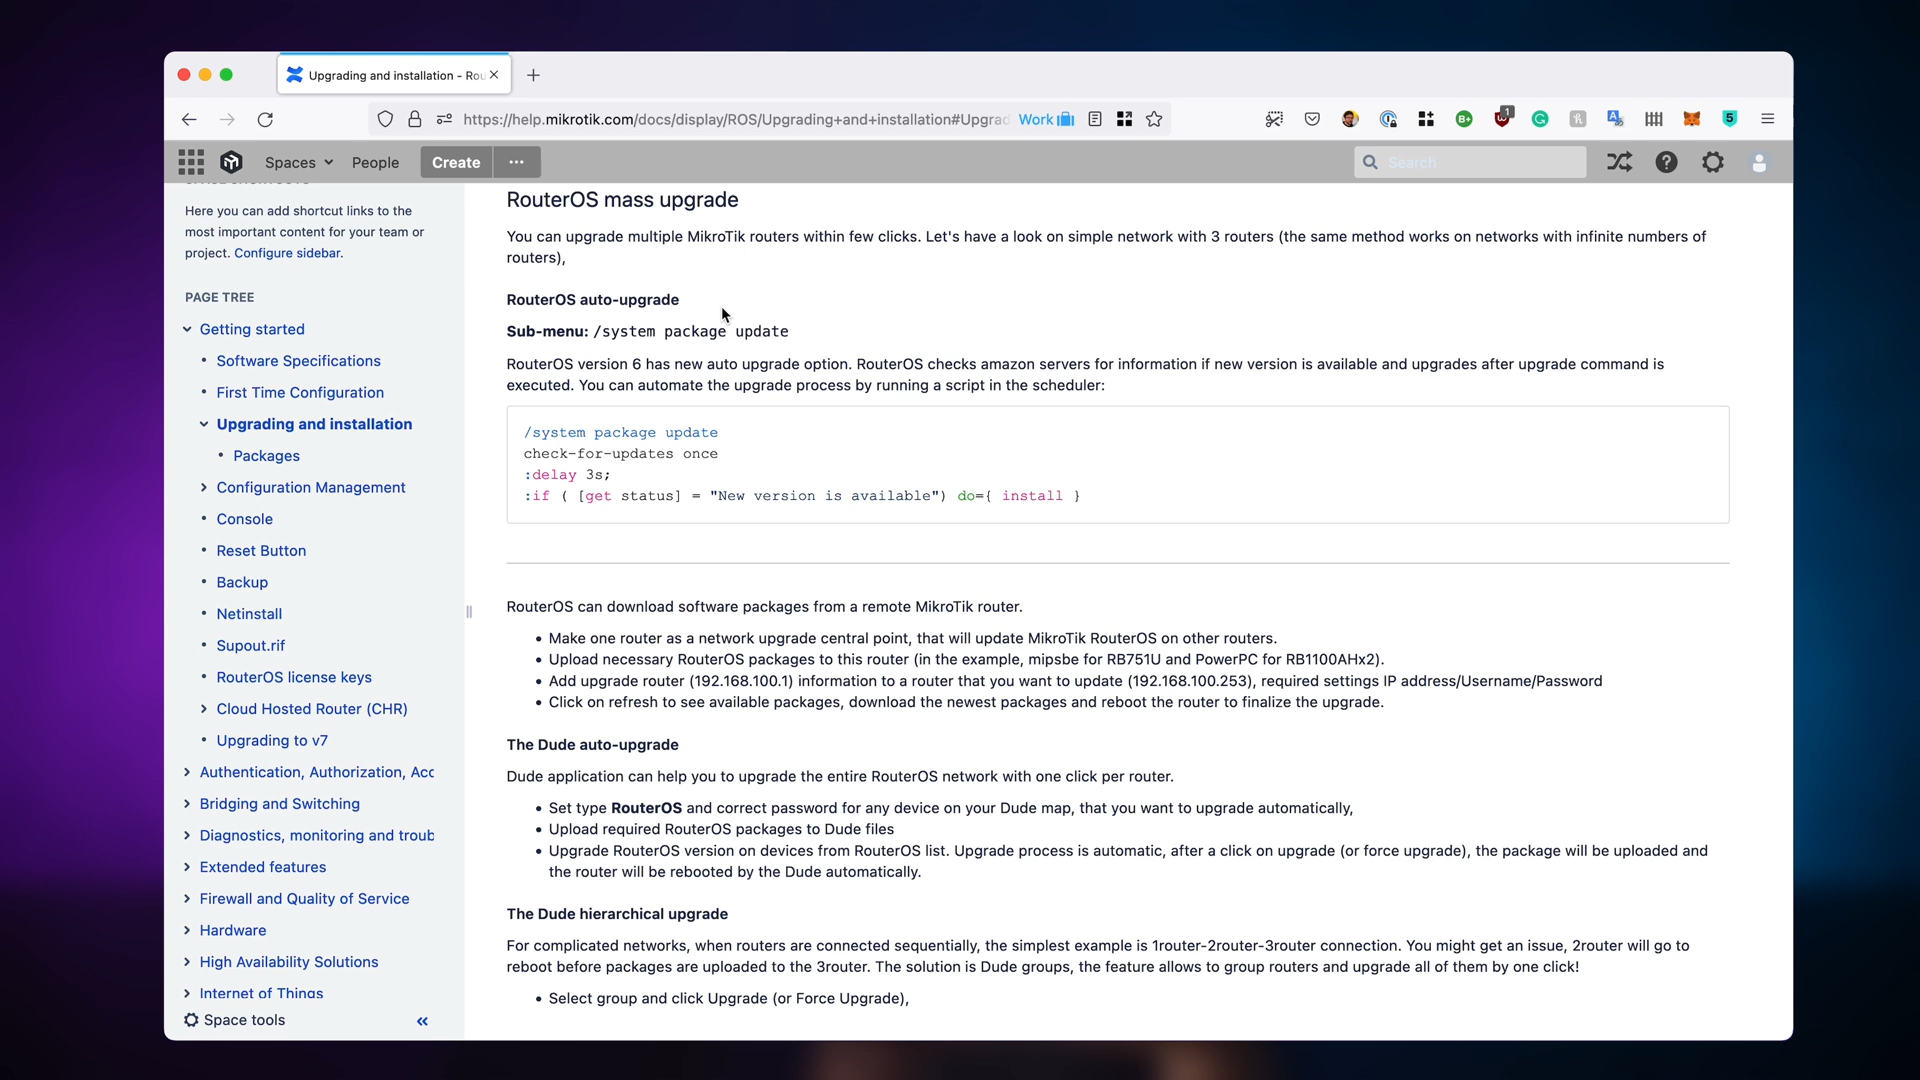 Upgrading and installation - Rou
https://help.mikrotik.com/docs/display/ROS/Upgrading+and+installation#Upgrad
Work
1
5
Spaces
People
Create
Search
Here you can add shortcut links to the
most important content for your team or
project. Configure sidebar.
PAGE TREE
Getting started
Software Specifications
First Time Configuration
Upgrading and installation
Packages
Configuration Management
Console
Reset Button
Backup
Netinstall
Supout.rif
RouterOS license keys
Cloud Hosted Router (CHR)
Upgrading to v7
Authentication, Authorization, Acc
Bridging and Switching
Diagnostics, monitoring and troub
Extended features
Firewall and Quality of Service
Hardware
High Availability Solutions
Internet of Things
Space tools
RouterOS mass upgrade
You can upgrade multiple MikroTik routers within few clicks. Let's have a look on simple network with 3 routers (the same method works on networks with infinite numbers of
routers),
RouterOS auto-upgrade
Sub-menu: /system package update
RouterOS version 6 has new auto upgrade option. RouterOS checks amazon servers for information if new version is available and upgrades after upgrade command is
executed. You can automate the upgrade process by running a script in the scheduler:
/system package update
check-for-updates once
:delay 3s;
:if ( [get status] = "New version is available") do={ install }
RouterOS can download software packages from a remote MikroTik router.
• Make one router as a network upgrade central point, that will update MikroTik RouterOS on other routers.
• Upload necessary RouterOS packages to this router (in the example, mipsbe for RB751U and PowerPC for RB1100AHx2).
• Add upgrade router (192.168.100.1) information to a router that you want to update (192.168.100.253), required settings IP address/Username/Password
• Click on refresh to see available packages, download the newest packages and reboot the router to finalize the upgrade.
The Dude auto-upgrade
Dude application can help you to upgrade the entire RouterOS network with one click per router.
• Set type RouterOS and correct password for any device on your Dude map, that you want to upgrade automatically,
• Upload required RouterOS packages to Dude files
• Upgrade RouterOS version on devices from RouterOS list. Upgrade process is automatic, after a click on upgrade (or force upgrade), the package will be uploaded and
the router will be rebooted by the Dude automatically.
The Dude hierarchical upgrade
For complicated networks, when routers are connected sequentially, the simplest example is 1router-2router-3router connection. You might get an issue, 2router will go to
reboot before packages are uploaded to the 3router. The solution is Dude groups, the feature allows to group routers and upgrade all of them by one click!
• Select group and click Upgrade (or Force Upgrade),